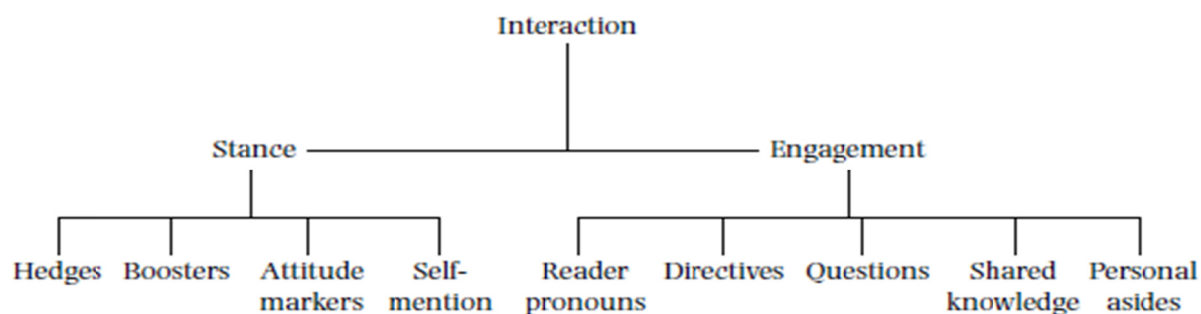 Interaction
Stance Engagement
Hedges Boosters Attitude Self- Reader Directives Questions Shared Personal
markers mention pronouns knowledge asides